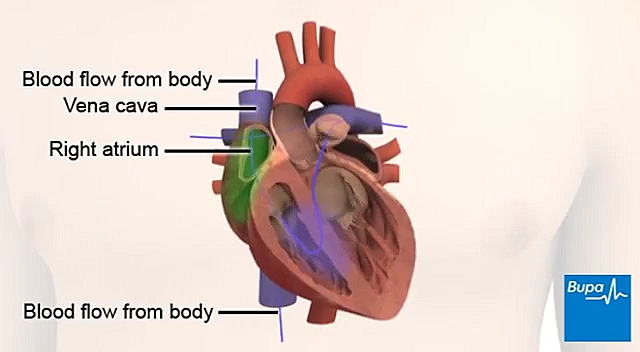 Blood flow from body
Vena cava
Right atrium
Blood flow from body
Bupa